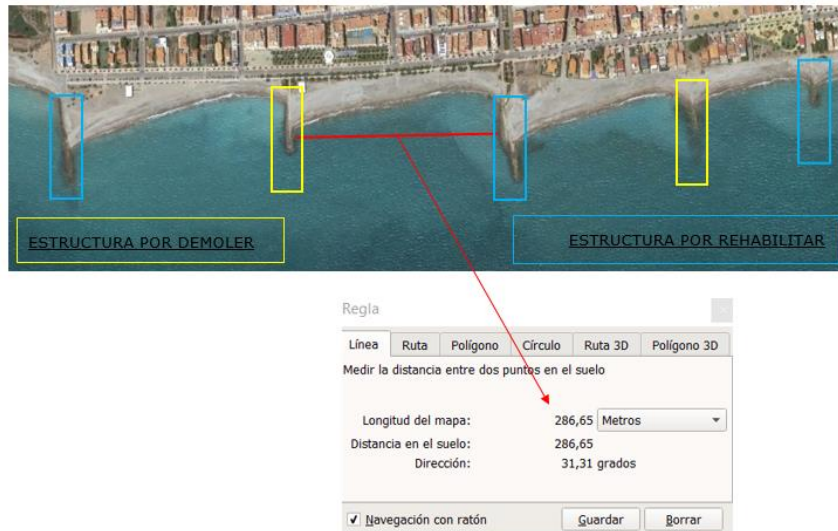 ESTRUCTURA POR DEMOLER
ESTRUCTURA POR REHABILITAR
Regla
Línea Ruta Polígono Círculo Ruta 3D Polígono 3D
Medir la distancia entre dos puntos en el suelo
Longitud del mapa: 286,65 Metros
Distancia en el suelo: 286,65
Dirección: 31,31 grados
Navegación con ratón Guardar Borrar